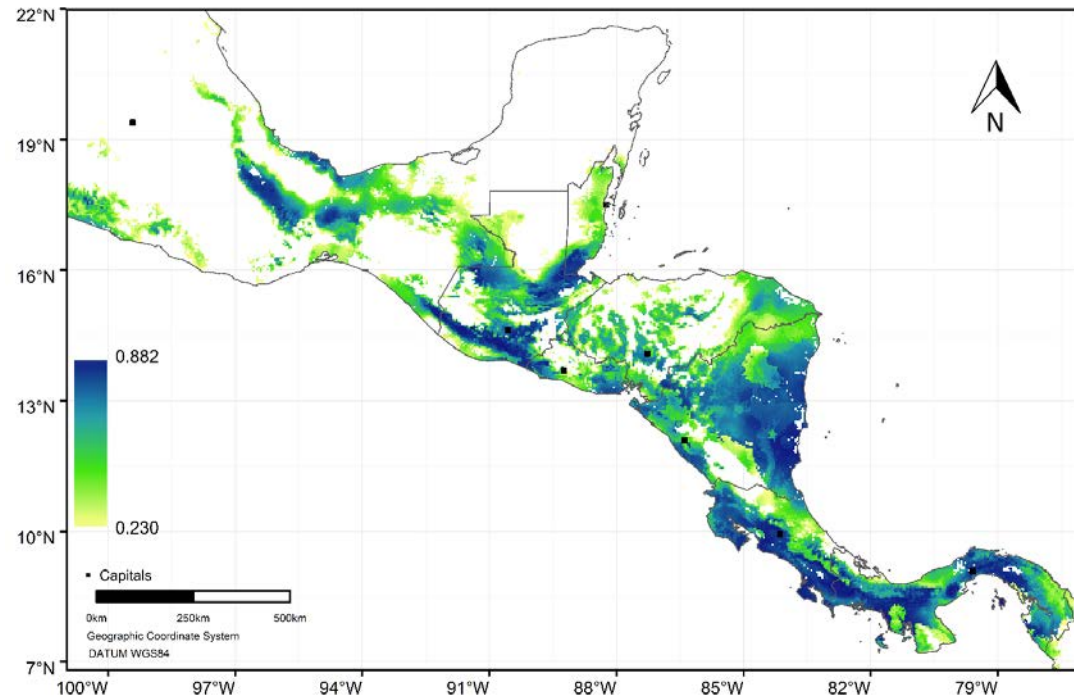 22°N
19°N
16°N
13°N
10°N
7°N
N
0.882
0.230
Capitals
0km 250km 500km
Geographic Coordinate System
DATUM WGS84
100°W 97°W 94°W 91°W 88°W 85°W 82°W 79°W